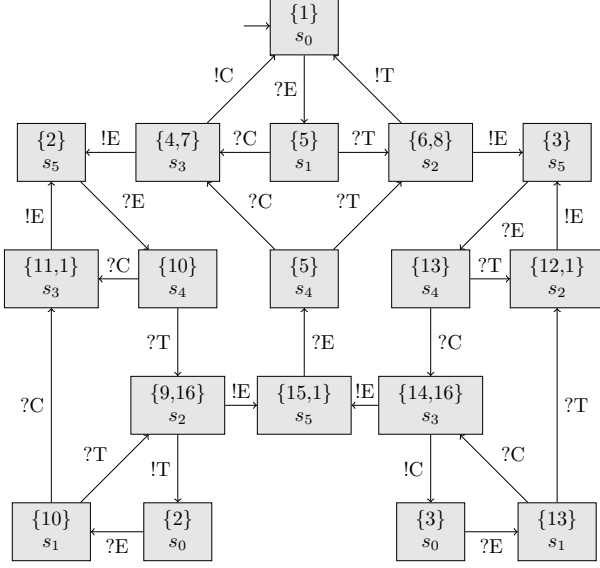 {1}
s0
!C
?E
!T
{2}
s5
!E
{4,7}
s3
?C
{5}
s1
?T
{6,8}
s2
!E
{3}
s5
!E
?E
?C
?T
?E
!E
{11,1}
s3
?C
{10}
s4
{5}
s4
{13}
s4
?T
{12,1}
s2
?T
?E
?C
?C
{9,16}
s2
!E
{15,1}
s5
!E
{14,16}
s3
?T
?T
!T
!C
?C
{10}
s1
?E
{2}
s0
{3}
s0
?E
{13}
s1